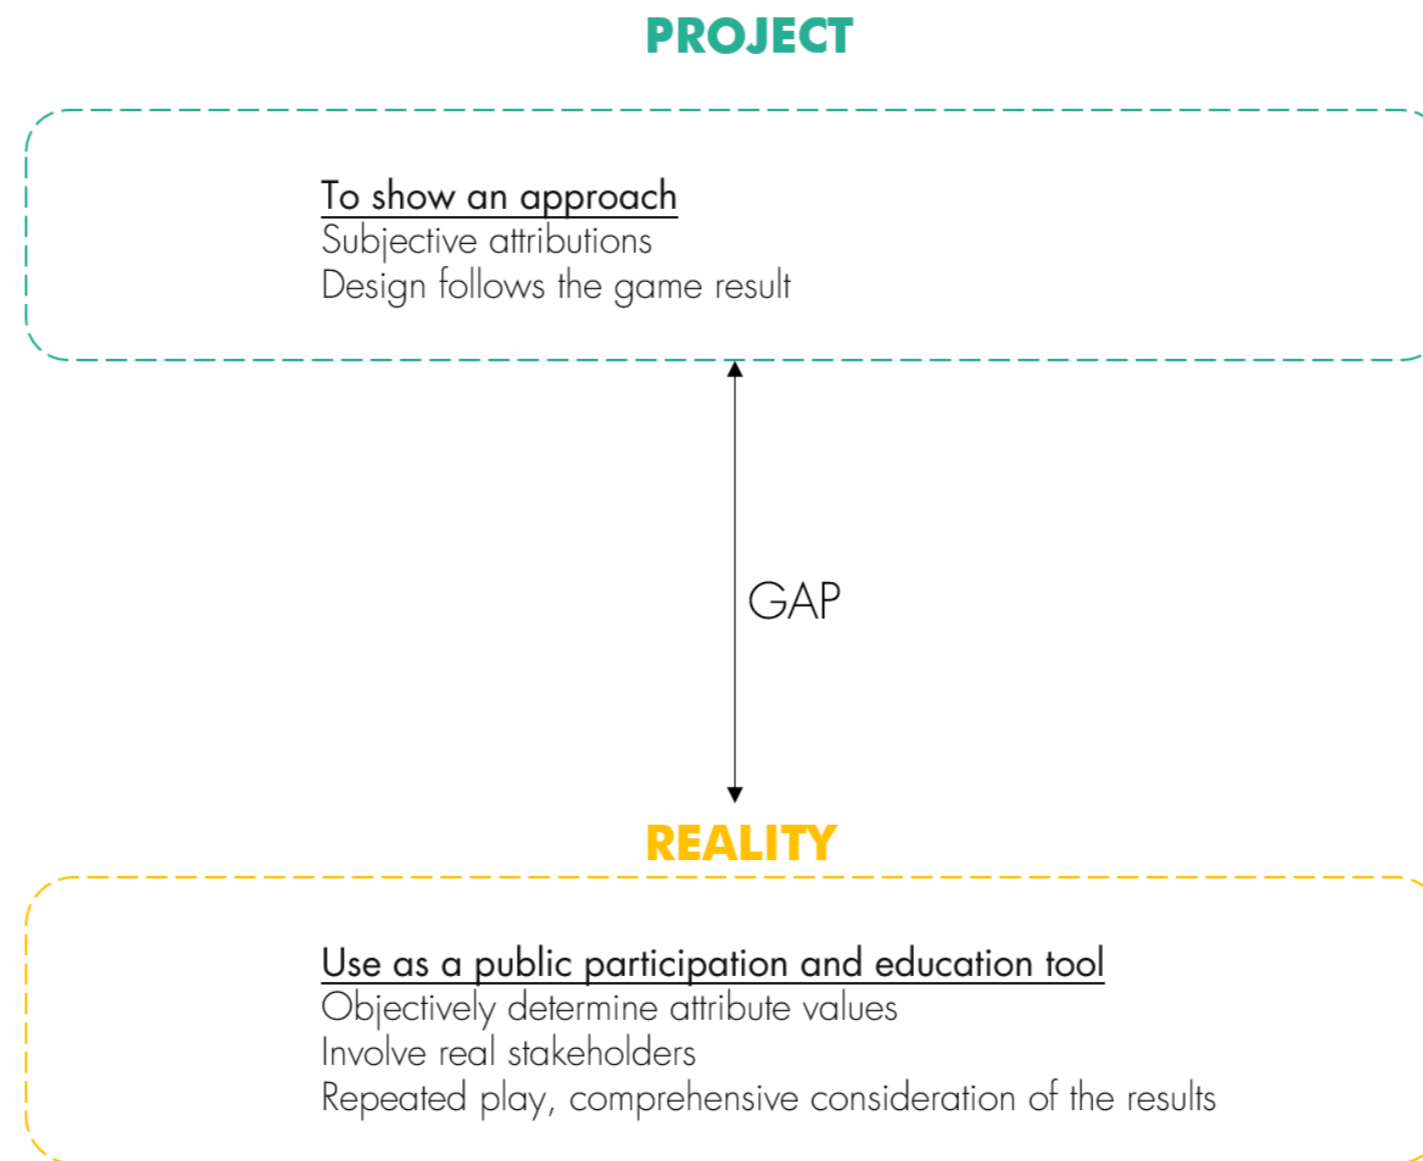 PROJECT
To show an approach
Subjective attributions
Design follows the game result
GAP
REALITY
Use as a public participation and education tool
Objectively determine attribute values
Involve real stakeholders
Repeated play, comprehensive consideration of the results